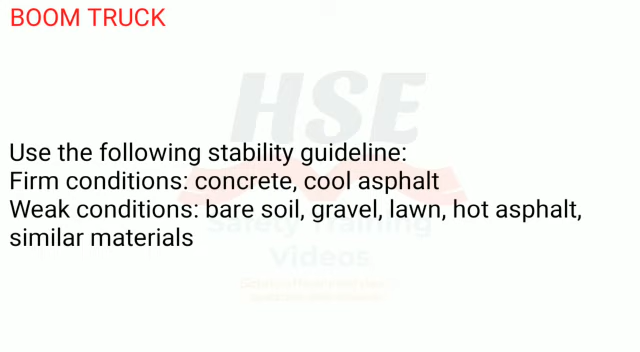 BOOM TRUCK
HSE
Use the following stability guideline:
Firm conditions: concrete, cool asphalt
Weak conditions: bare soil, gravel, lawn, hot asphalt,
similar materials
Safety Training
Videos